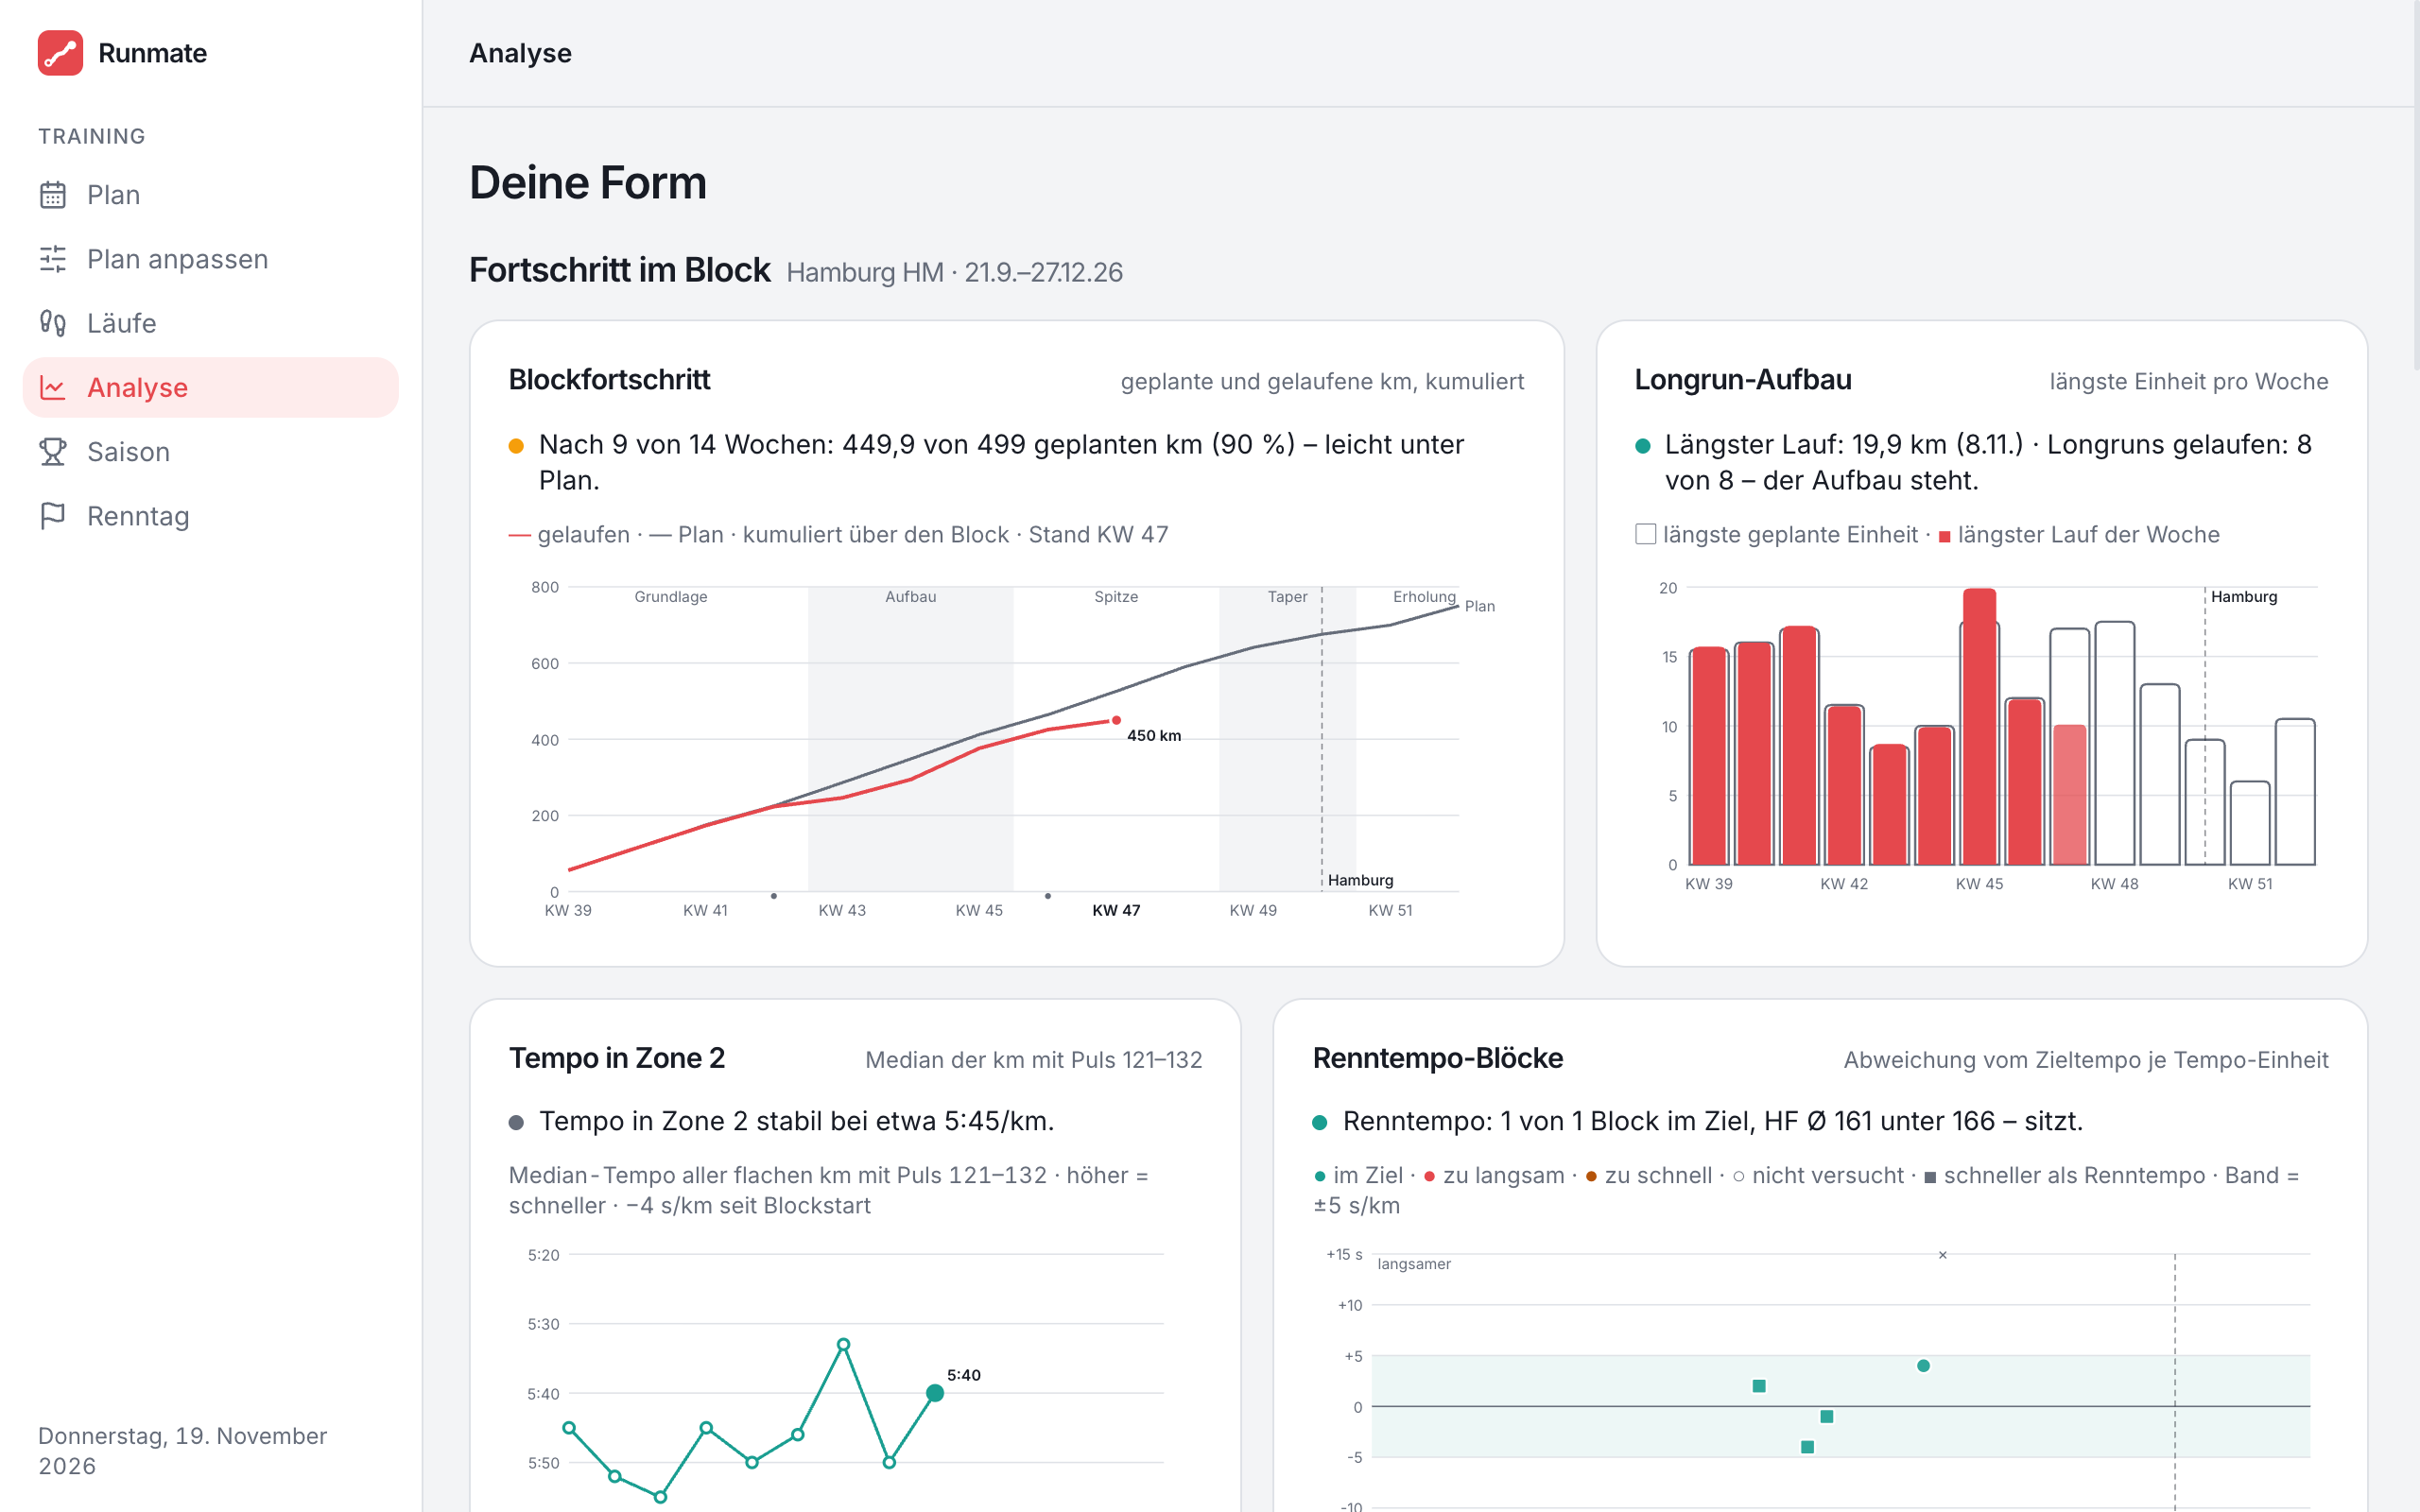 Runmate
TRAINING
Plan
Plan anpassen
Läufe
Analyse
Saison
Renntag
Donnerstag, 19. November
2026
Analyse
Deine Form
Fortschritt im Block Hamburg HM · 21.9.–27.12.26
Blockfortschritt
geplante und gelaufene km, kumuliert
Nach 9 von 14 Wochen: 449,9 von 499 geplanten km (90 %) – leicht unter
Plan.
— gelaufen · — Plan · kumuliert über den Block · Stand KW 47
800
600
400
200
0
Grundlage
Aufbau
Spitze
Taper
Erholung
Plan
450 km
Hamburg
KW 39
KW 41
KW 43
KW 45
KW 47
KW 49
KW 51
Longrun-Aufbau
längste Einheit pro Woche
Längster Lauf: 19,9 km (8.11.) · Longruns gelaufen: 8
von 8 – der Aufbau steht.
längste geplante Einheit · ■ längster Lauf der Woche
20
15
10
5
0
Hamburg
KW 39
KW 42
KW 45
KW 48
KW 51
Tempo in Zone 2
Median der km mit Puls 121–132
Tempo in Zone 2 stabil bei etwa 5:45/km.
Median-Tempo aller flachen km mit Puls 121–132 · höher =
schneller · −4 s/km seit Blockstart
5:20
5:30
5:40
5:50
5:40
Renntempo-Blöcke
Abweichung vom Zieltempo je Tempo-Einheit
Renntempo: 1 von 1 Block im Ziel, HF Ø 161 unter 166 – sitzt.
● im Ziel · ● zu langsam · ● zu schnell · ○ nicht versucht · ■ schneller als Renntempo · Band =
±5 s/km
+15 s
langsamer
×
+10
+5
0
-5
-10